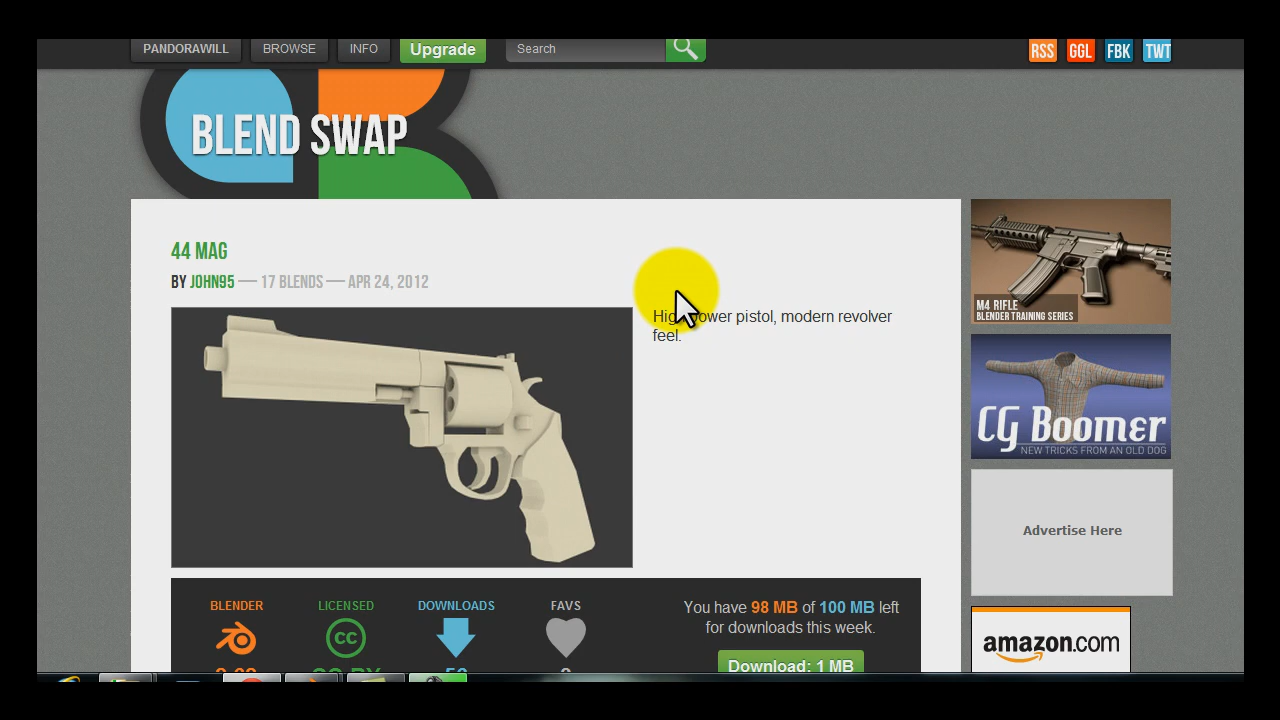 PANDORAWILL BROWSE INFO Upgrade Search RSS GGL FBK TWT
BLEND SWAP
44 MAG
BY JOHN95 — 17 BLENDS — APR 24, 2012
power pistol, modern revolver
feel.
M4 RIFLE
BLENDER TRAINING SERIES
CG Boomer
NEW TRICKS FROM AN OLD DOG
Advertise Here
BLENDER LICENSED DOWNLOADS FAVS
cc
You have 98 MB of 100 MB left
for downloads this week.
Download: 1 MB
amazon.com